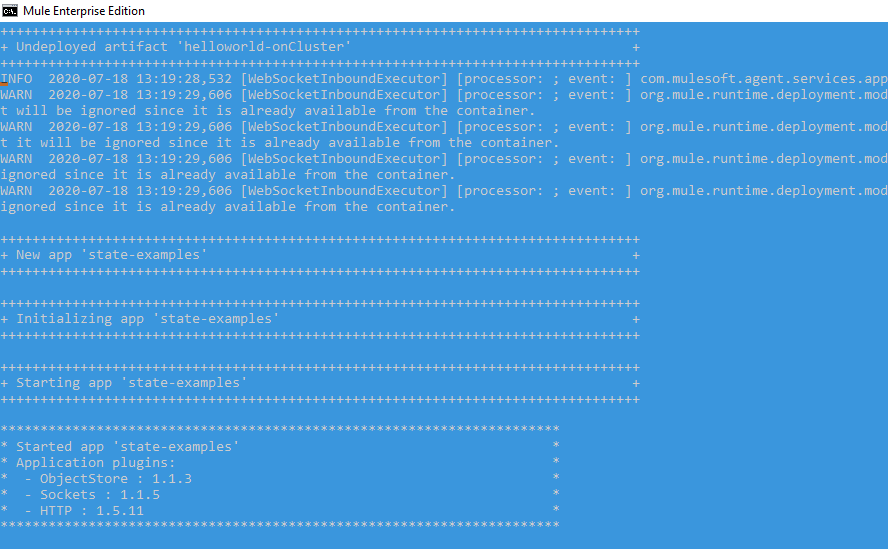 Mule Enterprise Edition
++++++++++++++++++++++++++++++++++++++++++++++++++++++++++++++++++++++++++++++++
+ Undeployed artifact 'helloworld-onCluster'                                   +
++++++++++++++++++++++++++++++++++++++++++++++++++++++++++++++++++++++++++++++++
INFO  2020-07-18 13:19:28,532 [WebSocketInboundExecutor] [processor: ; event: ] com.mulesoft.agent.services.app
WARN  2020-07-18 13:19:29,606 [WebSocketInboundExecutor] [processor: ; event: ] org.mule.runtime.deployment.mod
t will be ignored since it is already available from the container.
WARN  2020-07-18 13:19:29,606 [WebSocketInboundExecutor] [processor: ; event: ] org.mule.runtime.deployment.mod
t it will be ignored since it is already available from the container.
WARN  2020-07-18 13:19:29,606 [WebSocketInboundExecutor] [processor: ; event: ] org.mule.runtime.deployment.mod
ignored since it is already available from the container.
WARN  2020-07-18 13:19:29,606 [WebSocketInboundExecutor] [processor: ; event: ] org.mule.runtime.deployment.mod
ignored since it is already available from the container.
++++++++++++++++++++++++++++++++++++++++++++++++++++++++++++++++++++++++++++++++
+ New app 'state-examples'                                                     +
++++++++++++++++++++++++++++++++++++++++++++++++++++++++++++++++++++++++++++++++
++++++++++++++++++++++++++++++++++++++++++++++++++++++++++++++++++++++++++++++++
+ Initializing app 'state-examples'                                            +
++++++++++++++++++++++++++++++++++++++++++++++++++++++++++++++++++++++++++++++++
++++++++++++++++++++++++++++++++++++++++++++++++++++++++++++++++++++++++++++++++
+ Starting app 'state-examples'                                                +
++++++++++++++++++++++++++++++++++++++++++++++++++++++++++++++++++++++++++++++++
**********************************************************************
* Started app 'state-examples'                                       *
* Application plugins:                                               *
*  - ObjectStore : 1.1.3                                             *
*  - Sockets : 1.1.5                                                 *
*  - HTTP : 1.5.11                                                   *
**********************************************************************